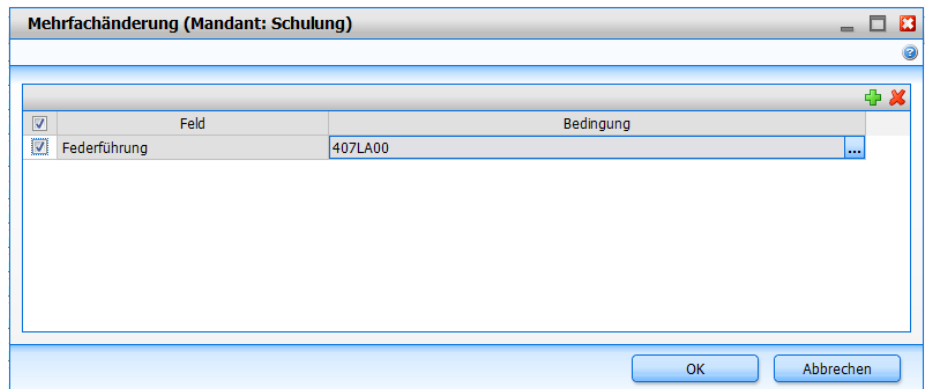 Mehrfachänderung (Mandant: Schulung)
Feld Bedingung
Federführung 407LA00 ...
OK Abbrechen